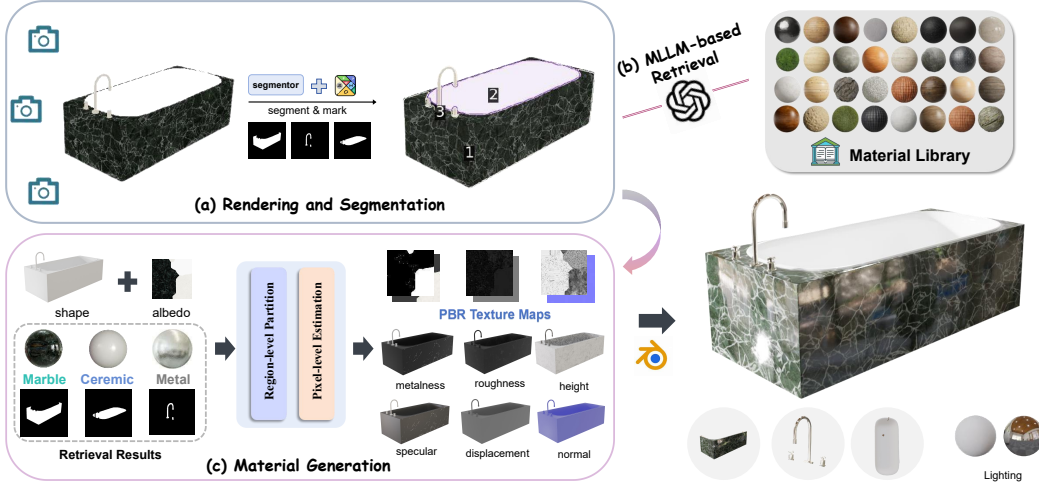 segmentor
segment & mark
3
2
1
(a) Rendering and Segmentation
(b) MLLM-based
Retrieval
Material Library
shape
albedo
Marble
Ceremic
Metal
Retrieval Results
Region-level Partition
Pixel-level Estimation
PBR Texture Maps
metalness
roughness
height
specular
displacement
normal
(c) Material Generation
Lighting